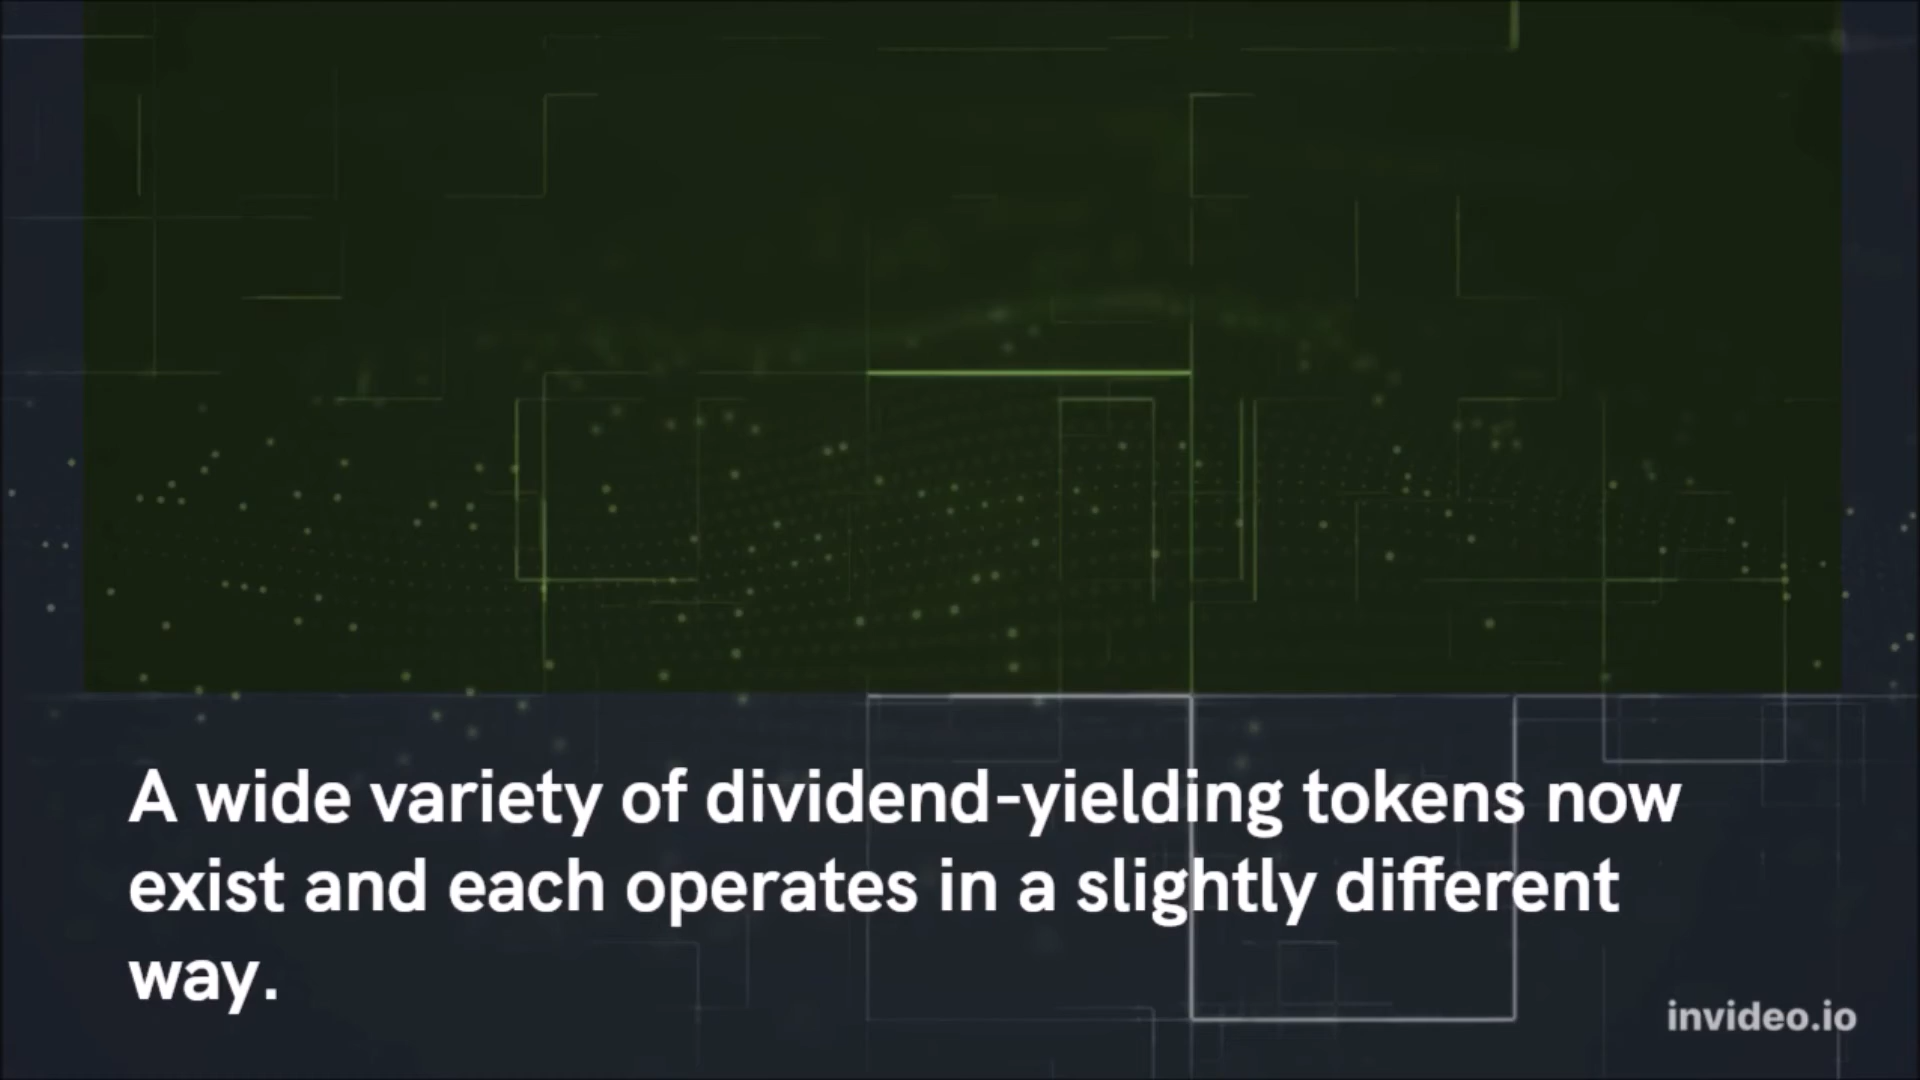 A wide variety of dividend-yielding tokens now
exist and each operates in a slightly different
way.
invideo.io